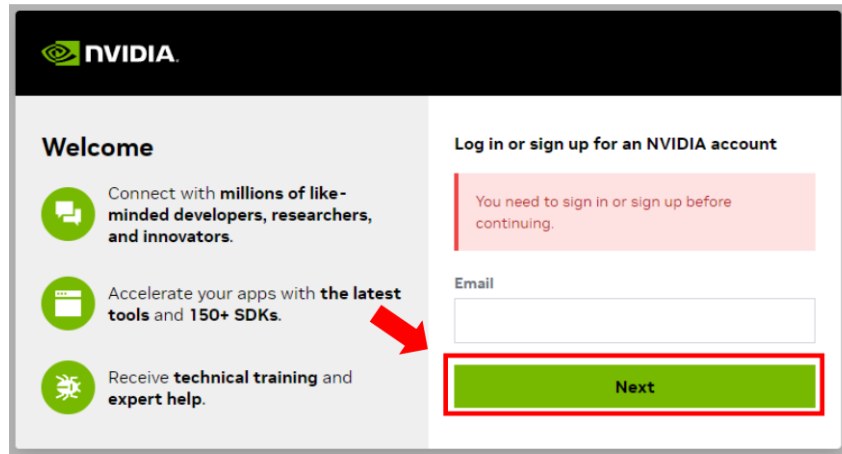 NVIDIA.
Welcome
Connect with millions of like-
minded developers, researchers,
and innovators.
Accelerate your apps with the latest
tools and 150+ SDKs.
Receive technical training and
expert help.
Log in or sign up for an NVIDIA account
You need to sign in or sign up before
continuing.
Email
Next